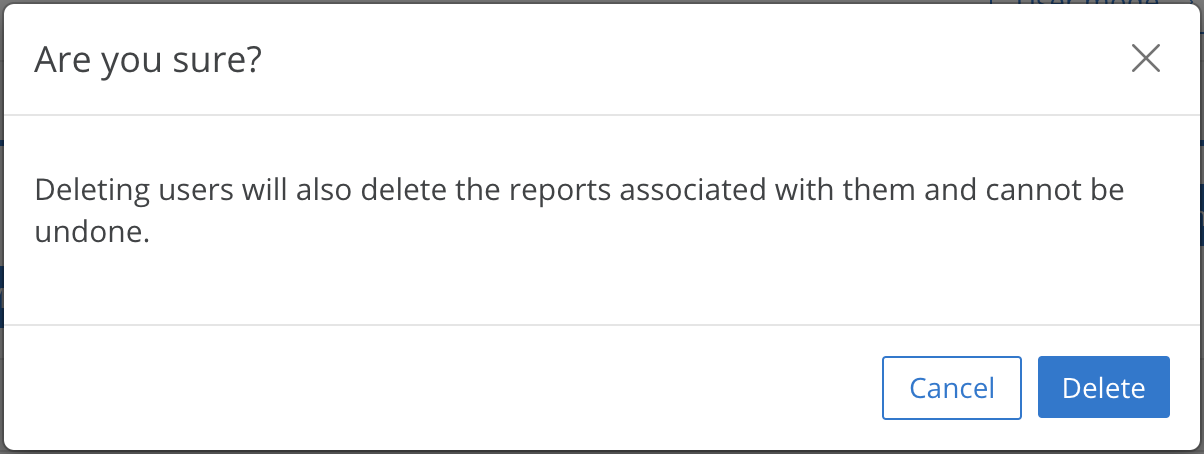 Are you sure?
Deleting users will also delete the reports associated with them and cannot be
undone.
Cancel
Delete